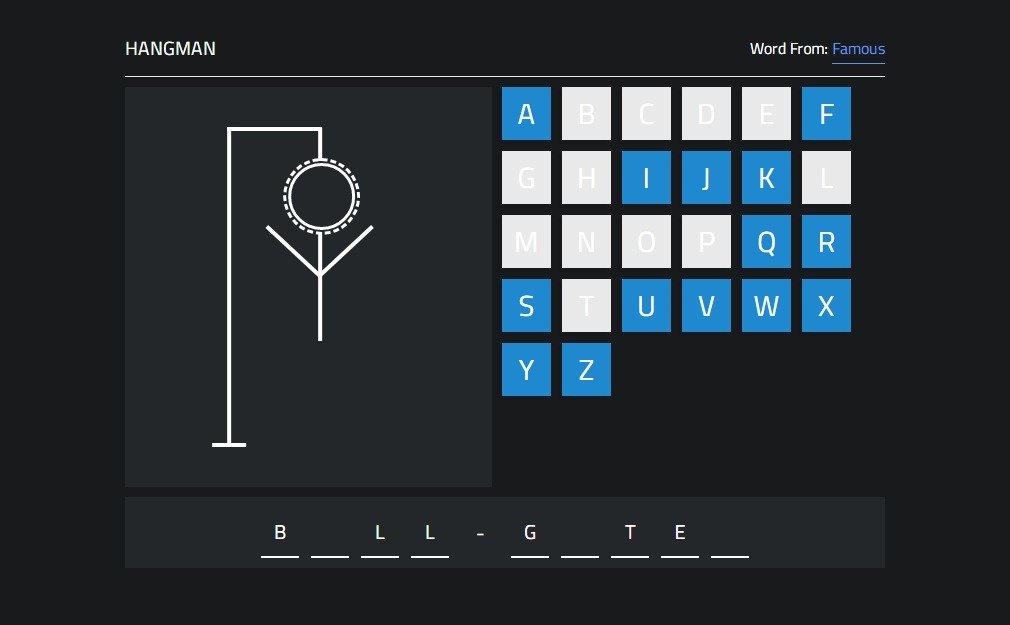 HANGMAN
Word From: Famous
A B C D E F
G H I J K L
M N O P Q R
S T U V W X
Y Z
B _ L L - G _ T E _